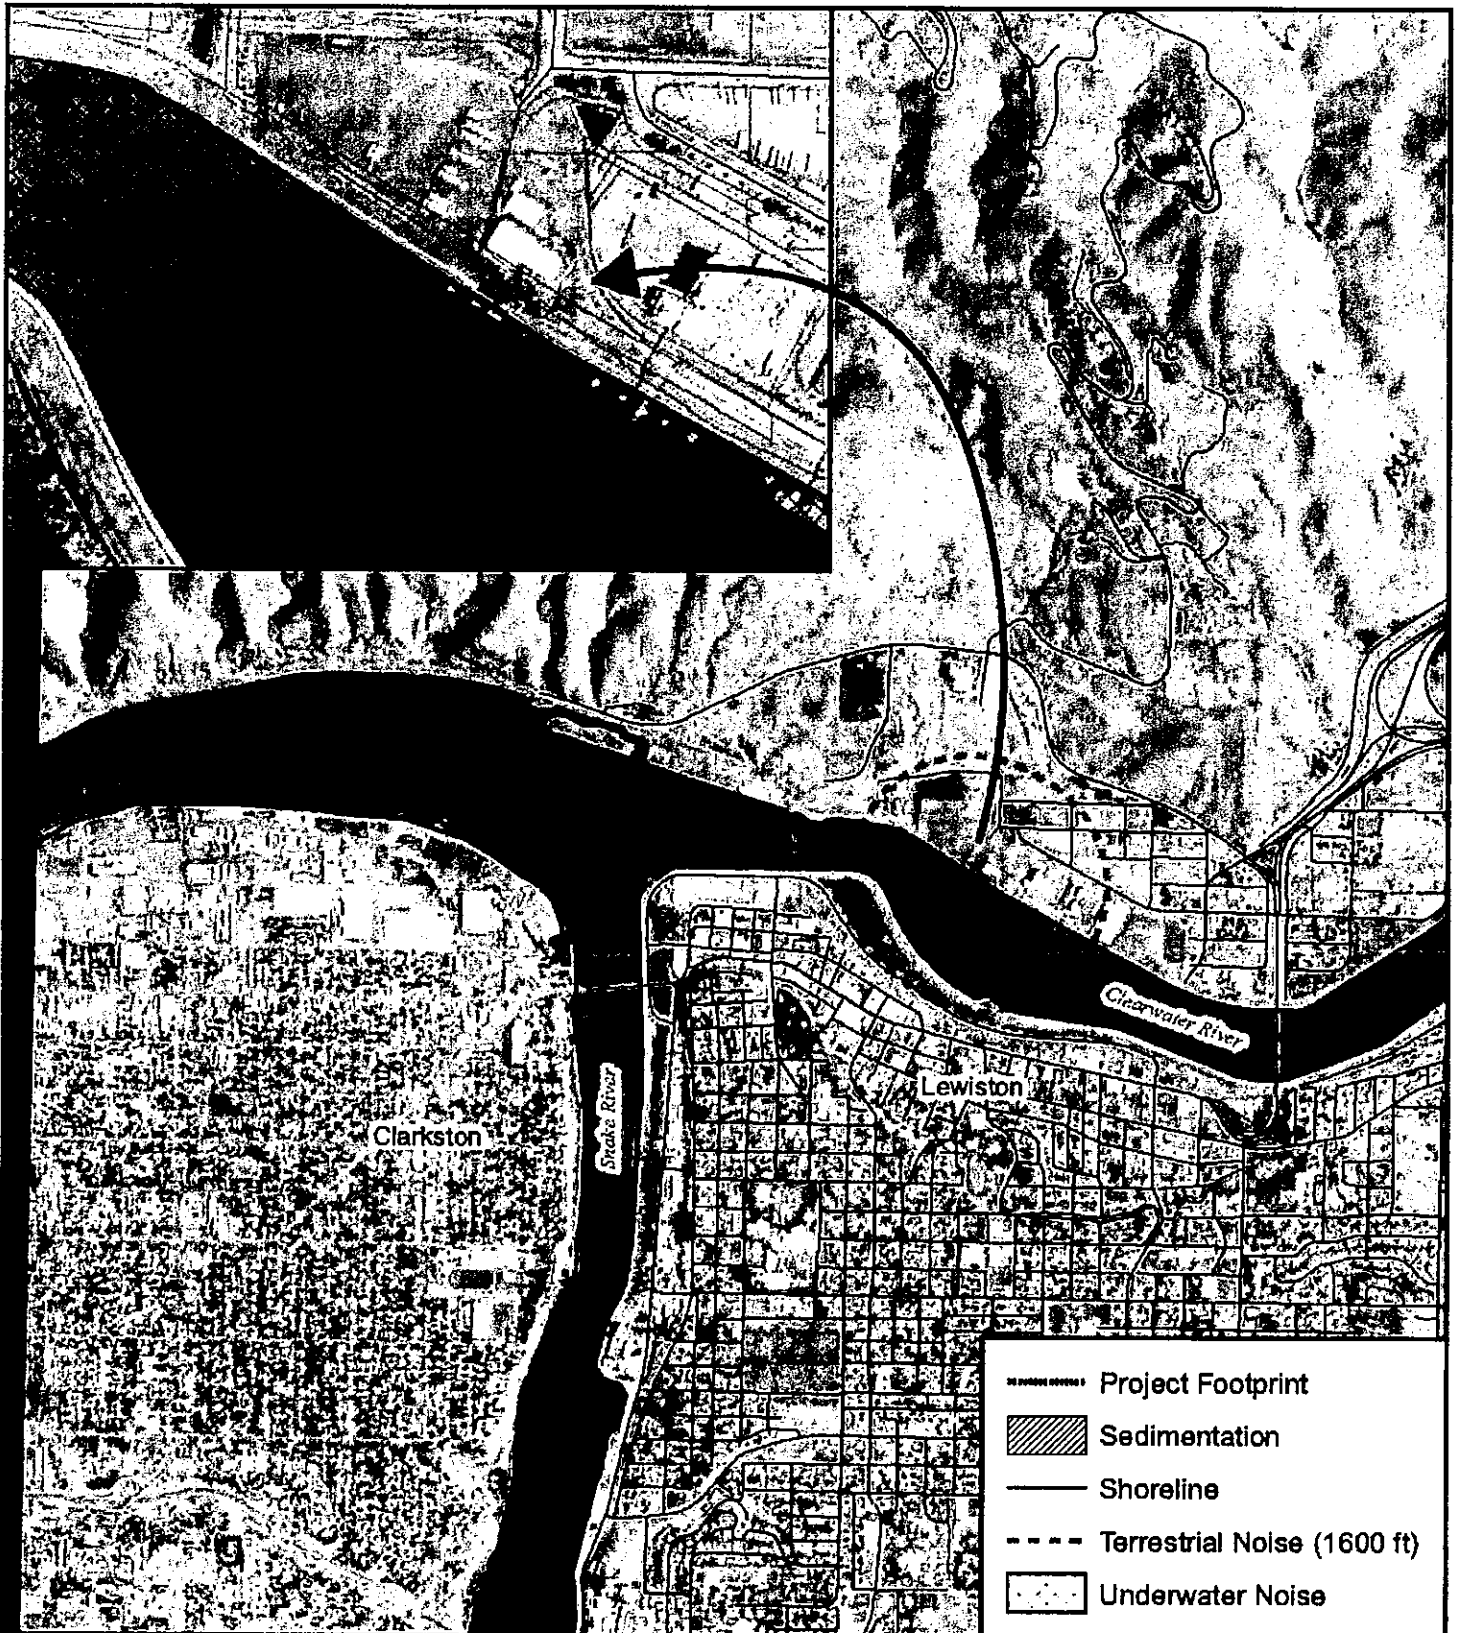 Clearwater River
Lewiston
Snake River
Clarkston
Project Footprint
Sedimentation
Shoreline
Terrestrial Noise (1600 ft)
Underwater Noise